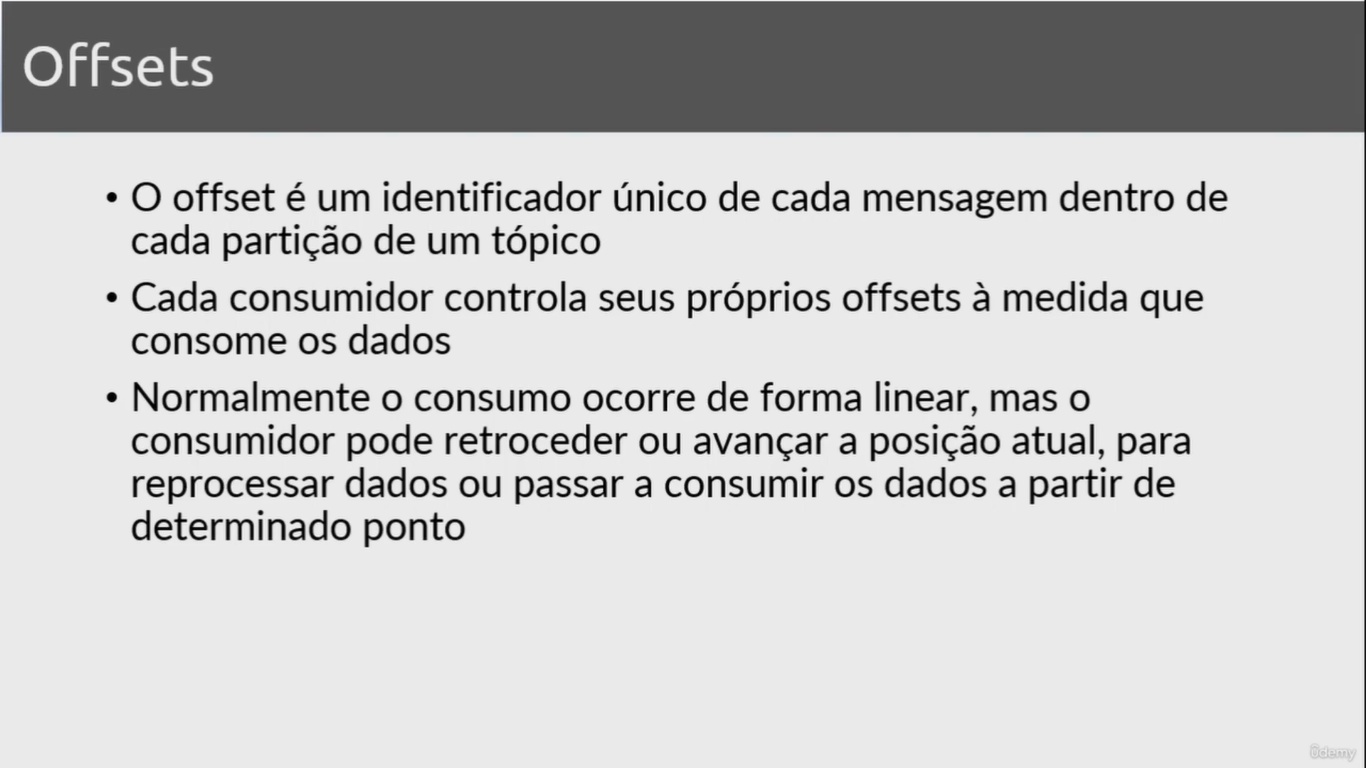 Offsets
• O offset é um identificador único de cada mensagem dentro de
cada partição de um tópico
• Cada consumidor controla seus próprios offsets à medida que
consome os dados
• Normalmente o consumo ocorre de forma linear, mas o
consumidor pode retroceder ou avançar a posição atual, para
reprocessar dados ou passar a consumir os dados a partir de
determinado ponto
ûdemy